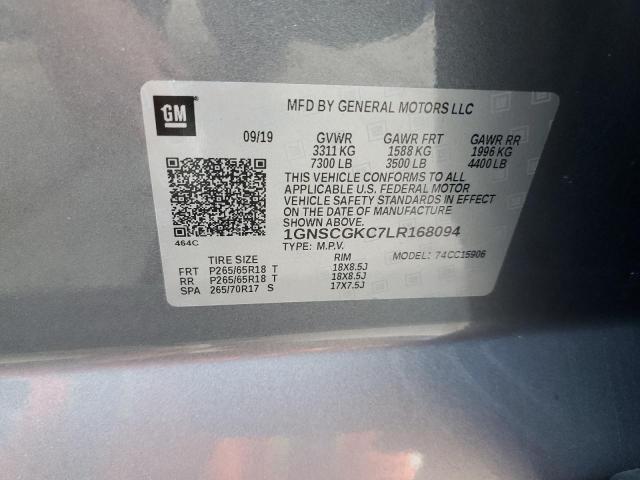 GM
MFD BY GENERAL MOTORS LLC
09/19 GVWR GAWR FRT GAWR RR
3311 KG 1588 KG 1996 KG
7300 LB 3500 LB 4400 LB
THIS VEHICLE CONFORMS TO ALL
APPLICABLE U.S. FEDERAL MOTOR
VEHICLE SAFETY STANDARDS IN EFFECT
ON THE DATE OF MANUFACTURE
SHOWN ABOVE.
1GNSCGKC7LR168094
464C
TYPE: M.P.V. MODEL: 74CC15906
TIRE SIZE RIM
FRT P265/65R18 T 18X8.5J
RR P265/65R18 T 18X8.5J
SPA 265/70R17 S 17X7.5J